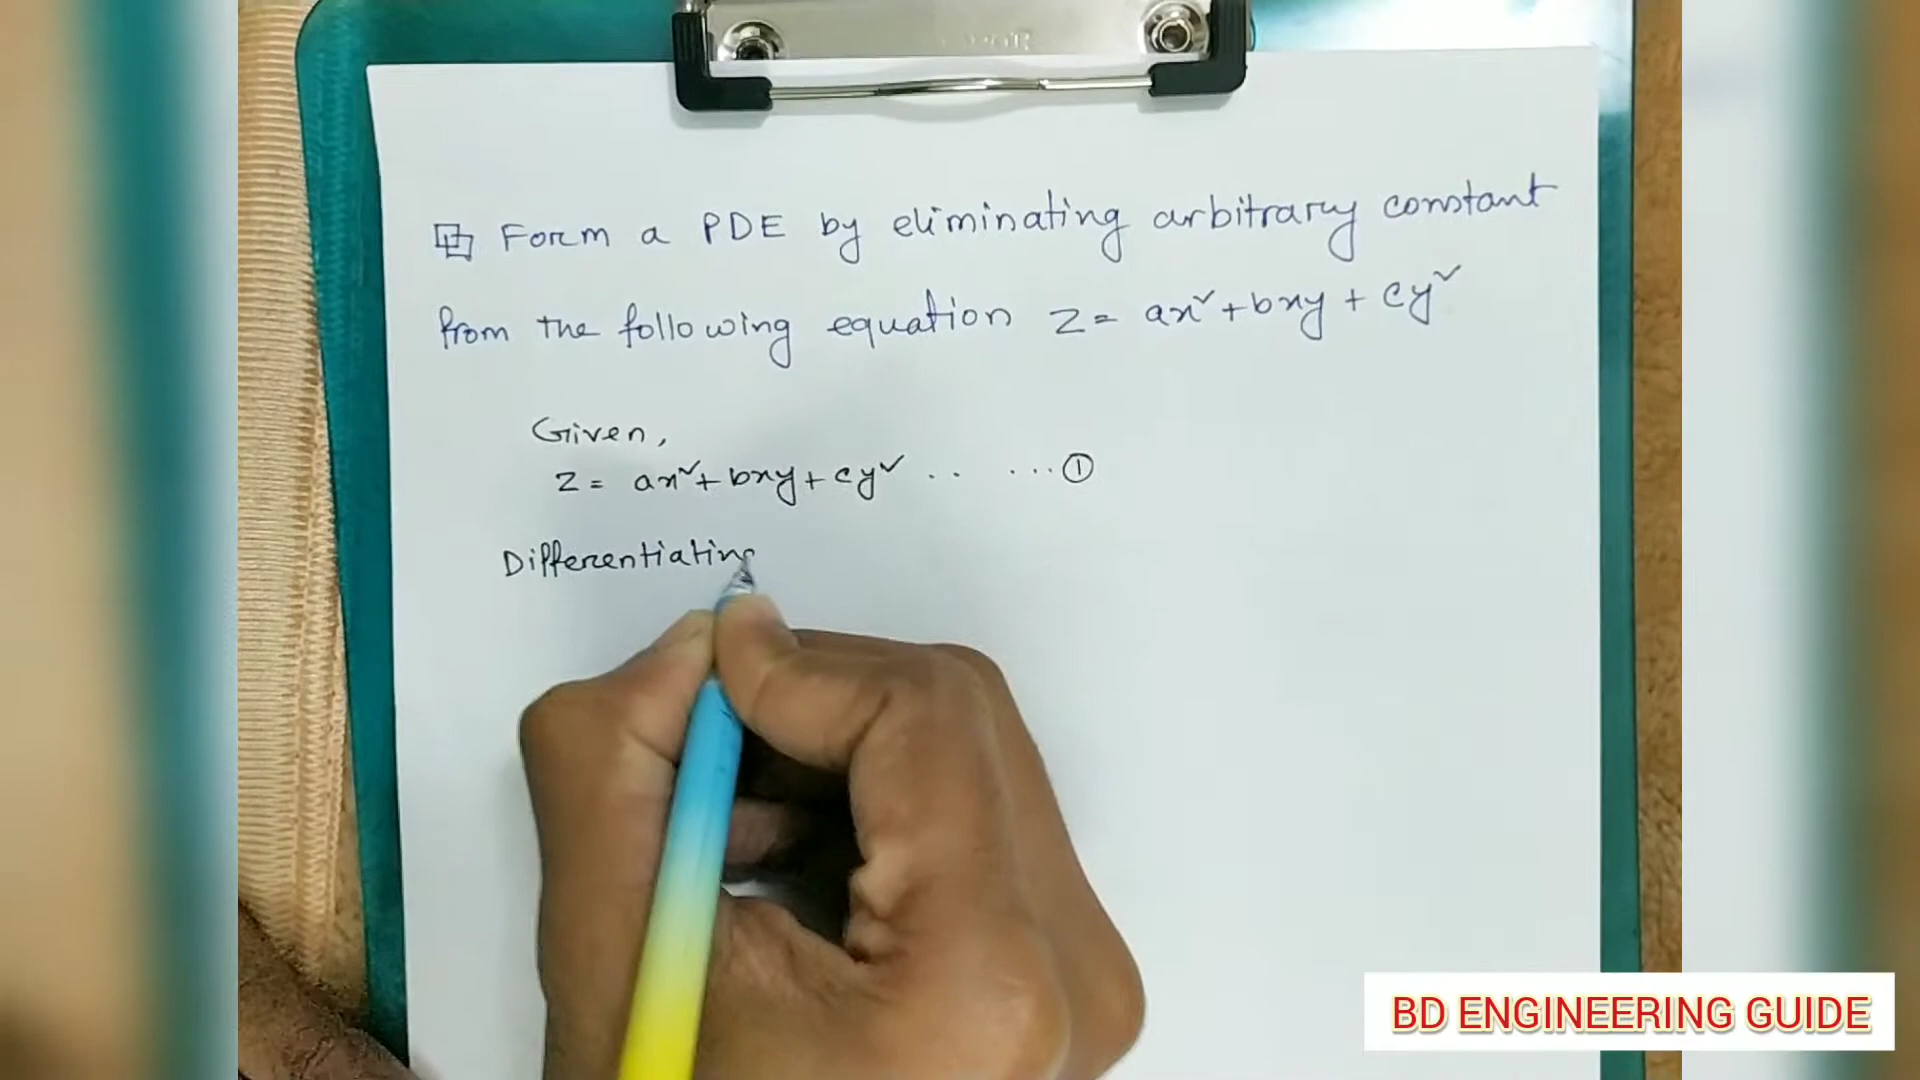 Form a PDE by eliminating arbitrary constant
from the following equation z = ax² + bxy + cy²
Given,
z = ax² + bxy + cy² .. ... ①
Differentiating
BD ENGINEERING GUIDE